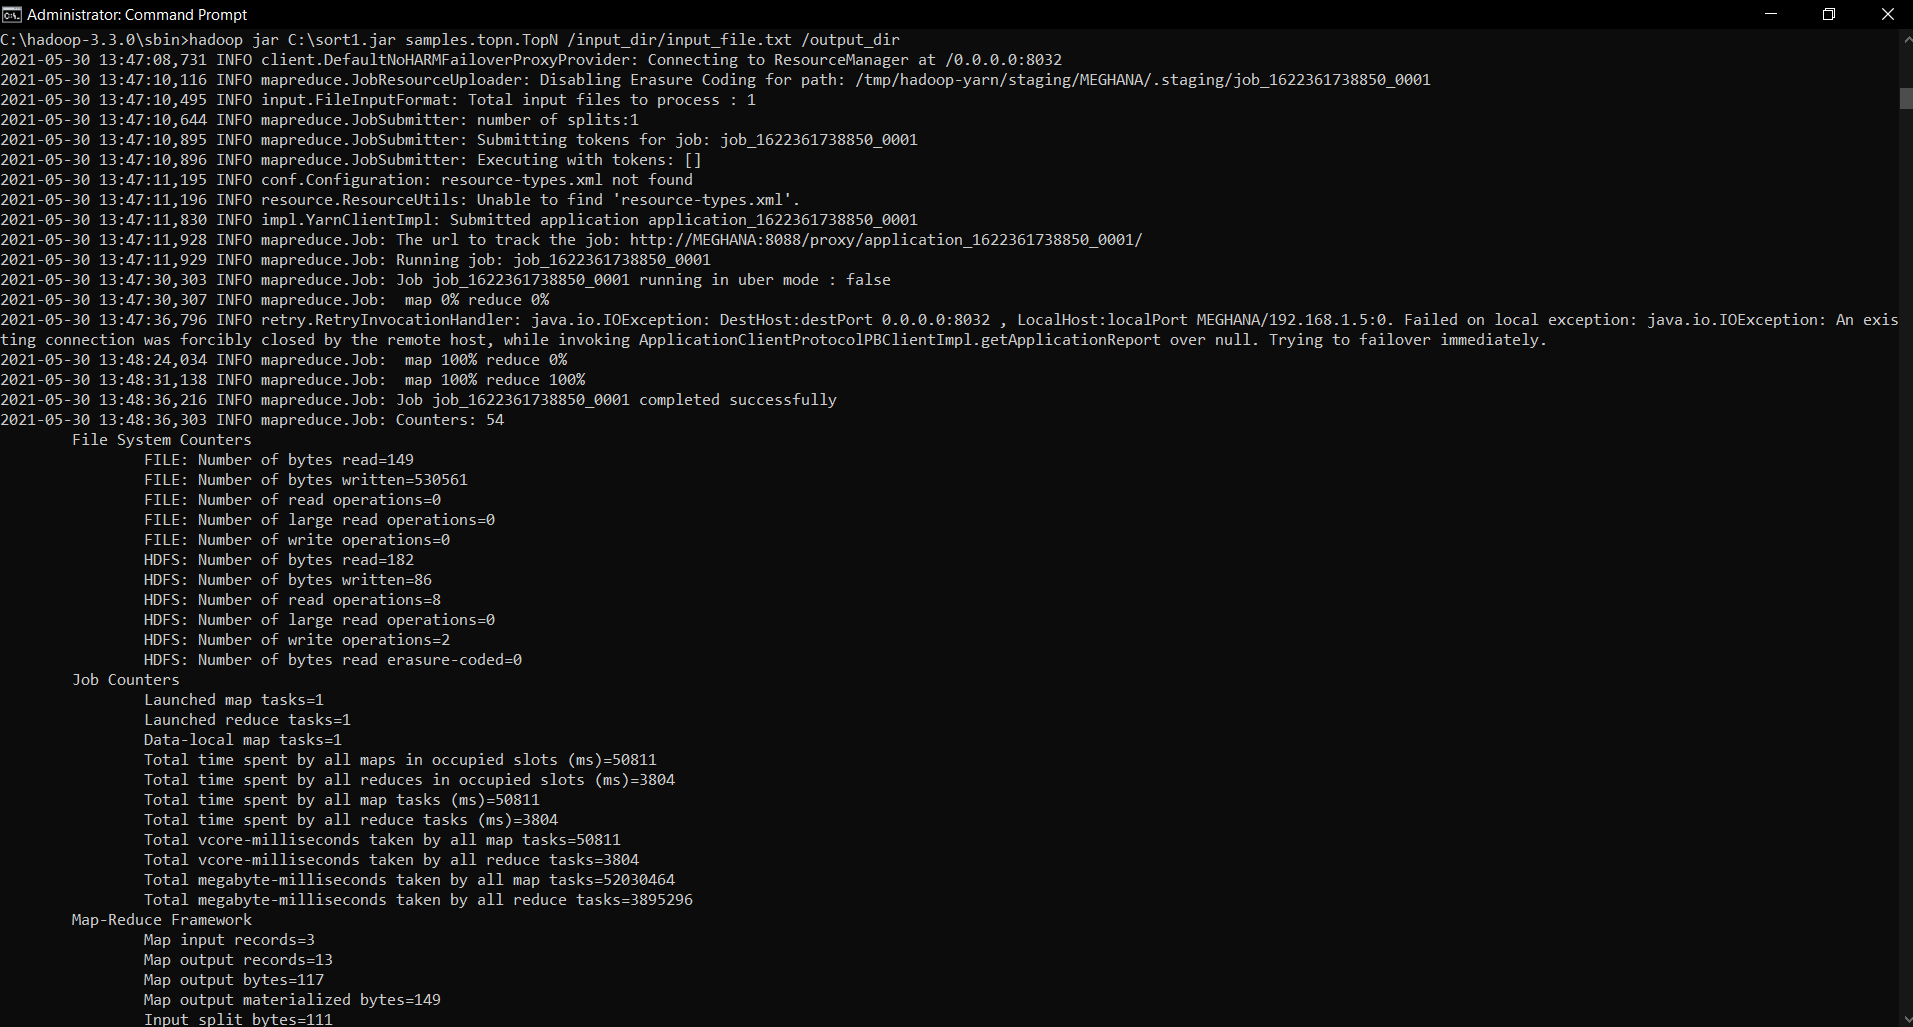 Administrator: Command Prompt
C:\hadoop-3.3.0\sbin>hadoop jar C:\sort1.jar samples.topn.TopN /input_dir/input_file.txt /output_dir
2021-05-30 13:47:08,731 INFO client.DefaultNoHARMFailoverProxyProvider: Connecting to ResourceManager at /0.0.0.0:8032
2021-05-30 13:47:10,116 INFO mapreduce.JobResourceUploader: Disabling Erasure Coding for path: /tmp/hadoop-yarn/staging/MEGHANA/.staging/job_1622361738850_0001
2021-05-30 13:47:10,495 INFO input.FileInputFormat: Total input files to process : 1
2021-05-30 13:47:10,644 INFO mapreduce.JobSubmitter: number of splits:1
2021-05-30 13:47:10,895 INFO mapreduce.JobSubmitter: Submitting tokens for job: job_1622361738850_0001
2021-05-30 13:47:10,896 INFO mapreduce.JobSubmitter: Executing with tokens: []
2021-05-30 13:47:11,195 INFO conf.Configuration: resource-types.xml not found
2021-05-30 13:47:11,196 INFO resource.ResourceUtils: Unable to find 'resource-types.xml'.
2021-05-30 13:47:11,830 INFO impl.YarnClientImpl: Submitted application application_1622361738850_0001
2021-05-30 13:47:11,928 INFO mapreduce.Job: The url to track the job: http://MEGHANA:8088/proxy/application_1622361738850_0001/
2021-05-30 13:47:11,929 INFO mapreduce.Job: Running job: job_1622361738850_0001
2021-05-30 13:47:30,303 INFO mapreduce.Job: Job job_1622361738850_0001 running in uber mode : false
2021-05-30 13:47:30,307 INFO mapreduce.Job:  map 0% reduce 0%
2021-05-30 13:47:36,796 INFO retry.RetryInvocationHandler: java.io.IOException: DestHost:destPort 0.0.0.0:8032 , LocalHost:localPort MEGHANA/192.168.1.5:0. Failed on local exception: java.io.IOException: An exis
ting connection was forcibly closed by the remote host, while invoking ApplicationClientProtocolPBClientImpl.getApplicationReport over null. Trying to failover immediately.
2021-05-30 13:48:24,034 INFO mapreduce.Job:  map 100% reduce 0%
2021-05-30 13:48:31,138 INFO mapreduce.Job:  map 100% reduce 100%
2021-05-30 13:48:36,216 INFO mapreduce.Job: Job job_1622361738850_0001 completed successfully
2021-05-30 13:48:36,303 INFO mapreduce.Job: Counters: 54
File System Counters
FILE: Number of bytes read=149
FILE: Number of bytes written=530561
FILE: Number of read operations=0
FILE: Number of large read operations=0
FILE: Number of write operations=0
HDFS: Number of bytes read=182
HDFS: Number of bytes written=86
HDFS: Number of read operations=8
HDFS: Number of large read operations=0
HDFS: Number of write operations=2
HDFS: Number of bytes read erasure-coded=0
Job Counters
Launched map tasks=1
Launched reduce tasks=1
Data-local map tasks=1
Total time spent by all maps in occupied slots (ms)=50811
Total time spent by all reduces in occupied slots (ms)=3804
Total time spent by all map tasks (ms)=50811
Total time spent by all reduce tasks (ms)=3804
Total vcore-milliseconds taken by all map tasks=50811
Total vcore-milliseconds taken by all reduce tasks=3804
Total megabyte-milliseconds taken by all map tasks=52030464
Total megabyte-milliseconds taken by all reduce tasks=3895296
Map-Reduce Framework
Map input records=3
Map output records=13
Map output bytes=117
Map output materialized bytes=149
Input split bytes=111